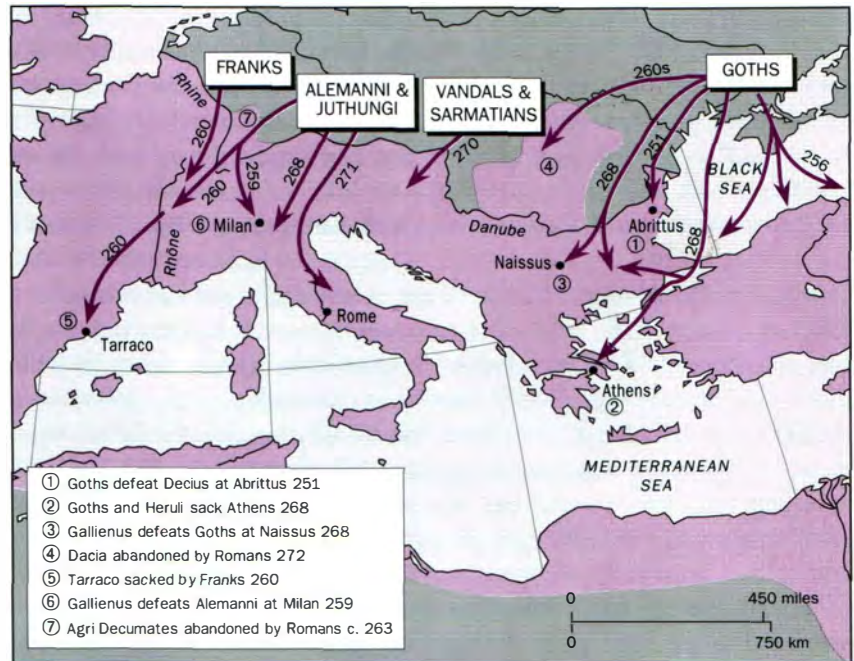 FRANKS
ALEMANNI &
JUTHUNGI
VANDALS &
SARMATIANS
GOTHS
Rhine
260
⑦
260
259
268
271
270
260s
④
268
251
BLACK
SEA
256
268
260
Rhône
⑥ Milan
Danube
Abrittus
①
Naissus
③
⑤
Tarraco
Rome
Athens
②
MEDITERRANEAN
SEA
① Goths defeat Decius at Abrittus 251
② Goths and Heruli sack Athens 268
③ Gallienus defeats Goths at Naissus 268
④ Dacia abandoned by Romans 272
⑤ Tarraco sacked by Franks 260
⑥ Gallienus defeats Alemanni at Milan 259
⑦ Agri Decumates abandoned by Romans c. 263
0 450 miles
0 750 km